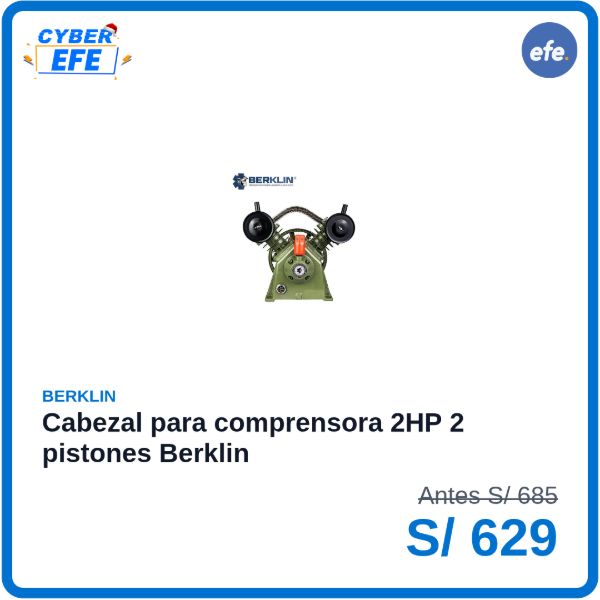 CYBER
EFE
efe.
BERKLIN
BERKLIN
Cabezal para comprensora 2HP 2
pistones Berklin
Antes S/ 685
S/ 629